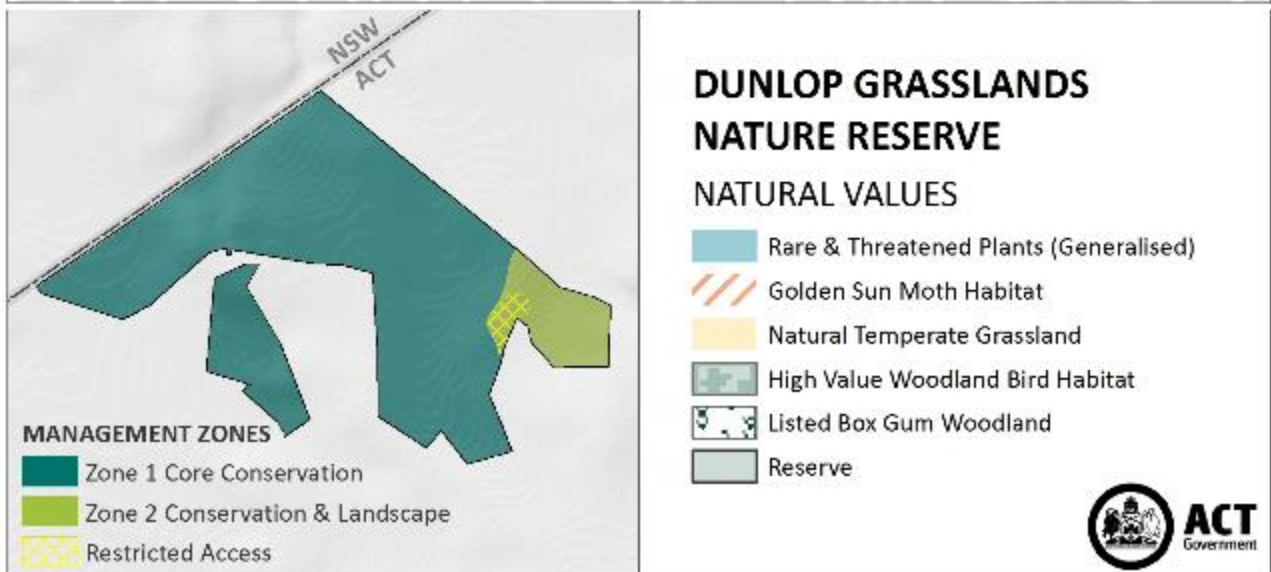 NSW
ACT
MANAGEMENT ZONES
Zone 1 Core Conservation
Zone 2 Conservation & Landscape
Restricted Access
DUNLOP GRASSLANDS
NATURE RESERVE
NATURAL VALUES
Rare & Threatened Plants (Generalised)
Golden Sun Moth Habitat
Natural Temperate Grassland
High Value Woodland Bird Habitat
Listed Box Gum Woodland
Reserve
ACT
Government